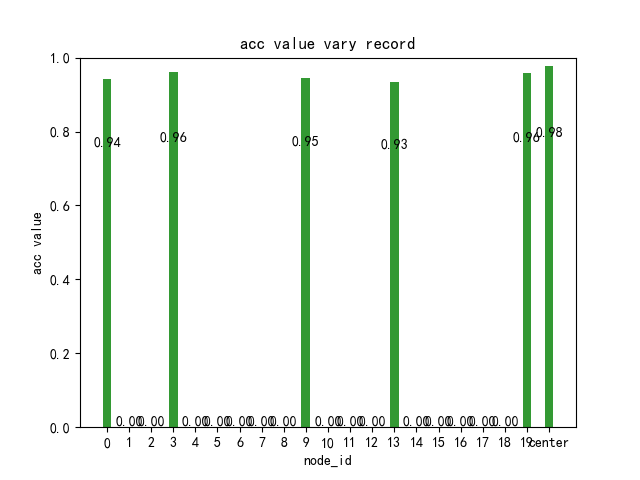 acc value vary record
1.0
0.8
0.6
0.4
0.2
0.0
acc value
0.94 0.96 0.95 0.93 0.96 0.98
0.00 0.00 0.00 0.00 0.00 0.00 0.00 0.00 0.00 0.00 0.00 0.00 0.00 0.00 0.00
0 1 2 3 4 5 6 7 8 9 10 11 12 13 14 15 16 17 18 19 center
node_id